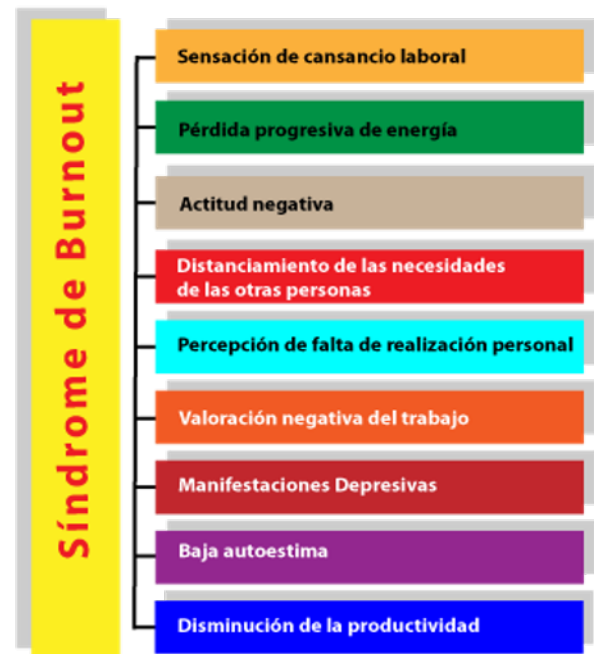 Síndrome de Burnout
Sensación de cansancio laboral
Pérdida progresiva de energía
Actitud negativa
Distanciamiento de las necesidades
de las otras personas
Percepción de falta de realización personal
Valoración negativa del trabajo
Manifestaciones Depresivas
Baja autoestima
Disminución de la productividad